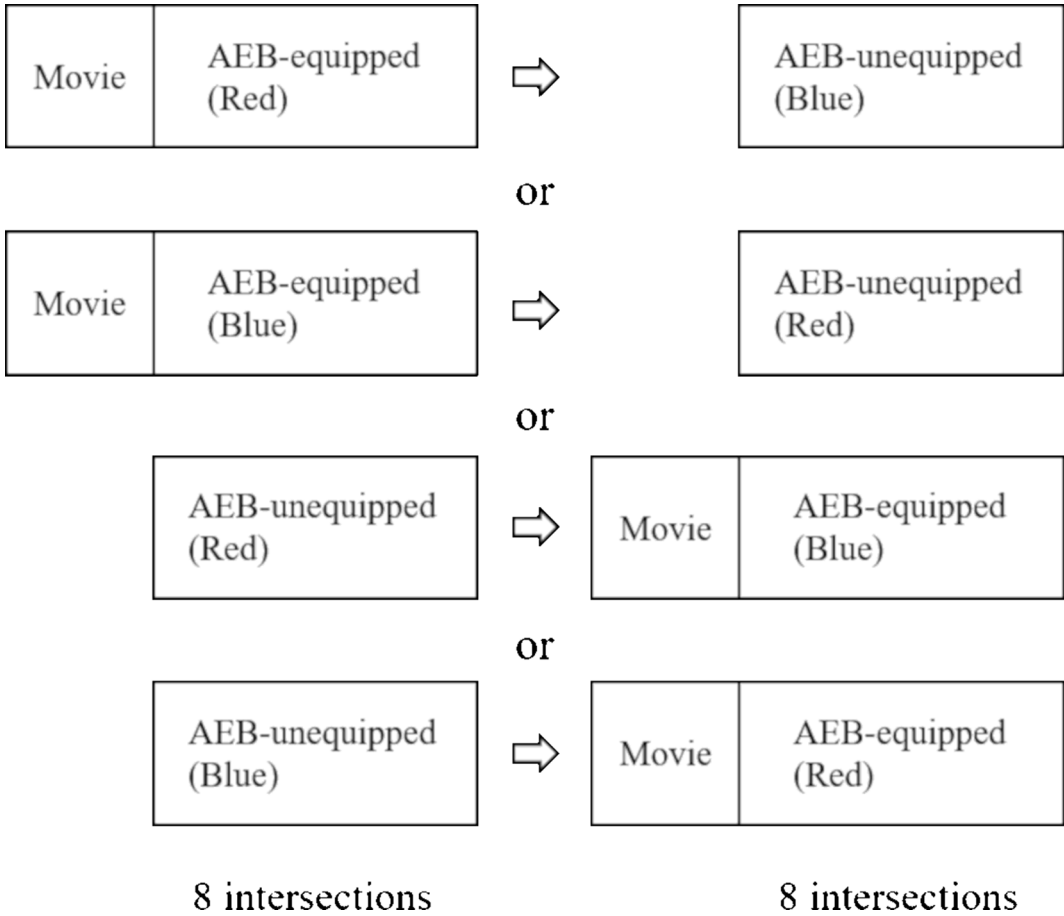 Movie
AEB-equipped
(Red)
AEB-unequipped
(Blue)
or
Movie
AEB-equipped
(Blue)
AEB-unequipped
(Red)
or
AEB-unequipped
(Red)
Movie
AEB-equipped
(Blue)
or
AEB-unequipped
(Blue)
Movie
AEB-equipped
(Red)
8 intersections
8 intersections